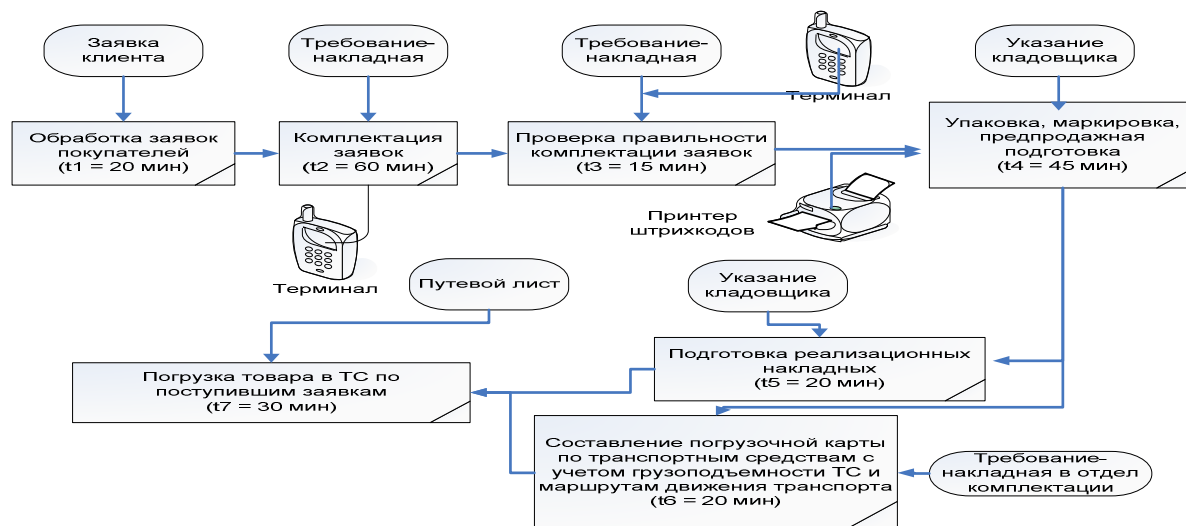 Заявка
клиента
Требование-
накладная
Требование-
накладная
Терминал
Указание
кладовщика
Обработка заявок
покупателей
(t1 = 20 мин)
Комплектация
заявок
(t2 = 60 мин)
Проверка правильности
комплектации заявок
(t3 = 15 мин)
Упаковка, маркировка,
предпродажная
подготовка
(t4 = 45 мин)
Принтер
штрихкодов
Терминал
Путевой лист
Указание
кладовщика
Погрузка товара в ТС по
поступившим заявкам
(t7 = 30 мин)
Подготовка реализационных
накладных
(t5 = 20 мин)
Составление погрузочной карты
по транспортным средствам с
учетом грузоподъемности ТС и
маршрутам движения транспорта
(t6 = 20 мин)
Требование-
накладная в отдел
комплектации